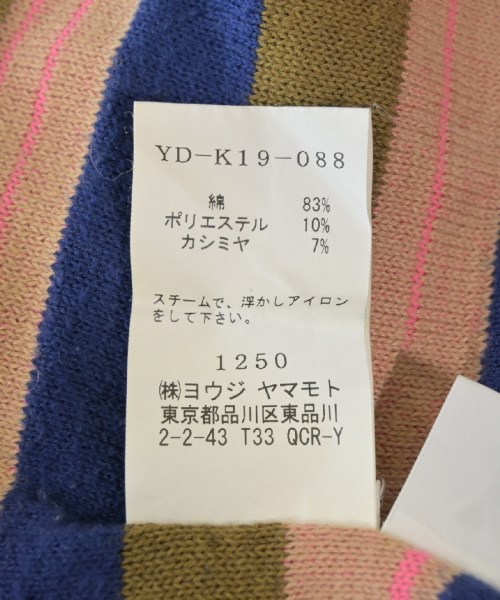 YD-K19-088
綿 83%
ポリエステル 10%
カシミヤ 7%
スチームで、浮かしアイロン
をして下さい。
1250
㈱ヨウジ ヤマモト
東京都品川区東品川
2-2-43 T33 QCR-Y